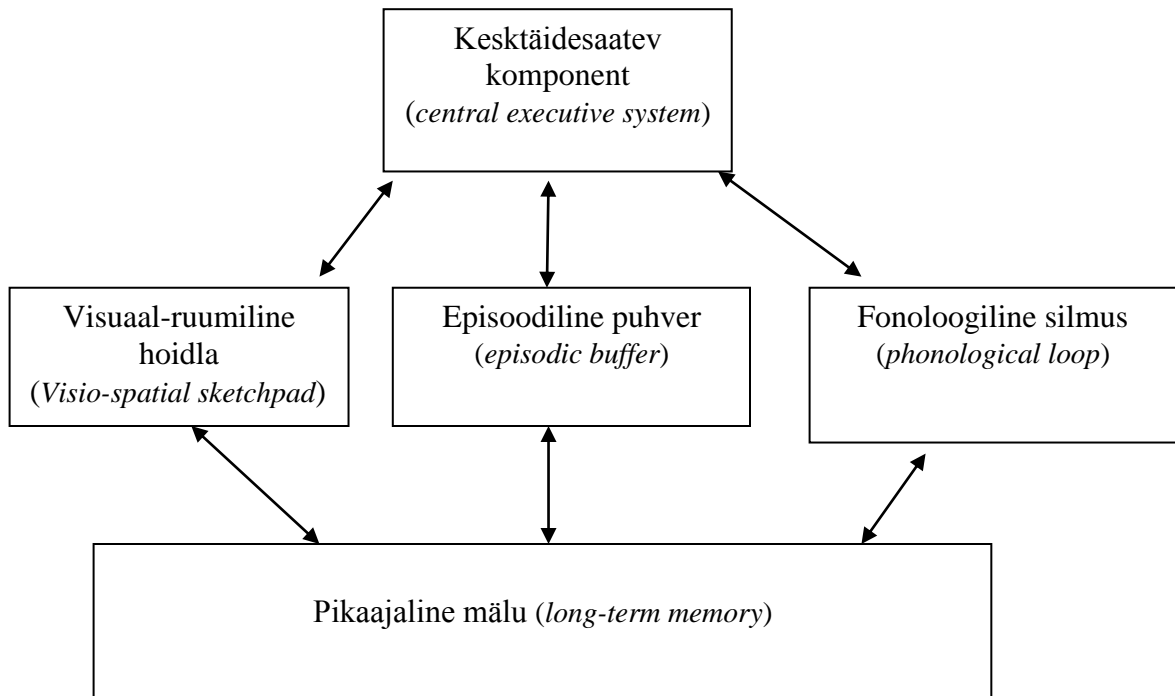 Kesktäidesaatev
komponent
(central executive system)
Visuaal-ruumiline
hoidla
(Visio-spatial sketchpad)
Episoodiline puhver
(episodic buffer)
Fonoloogiline silmus
(phonological loop)
Pikaajaline mälu (long-term memory)